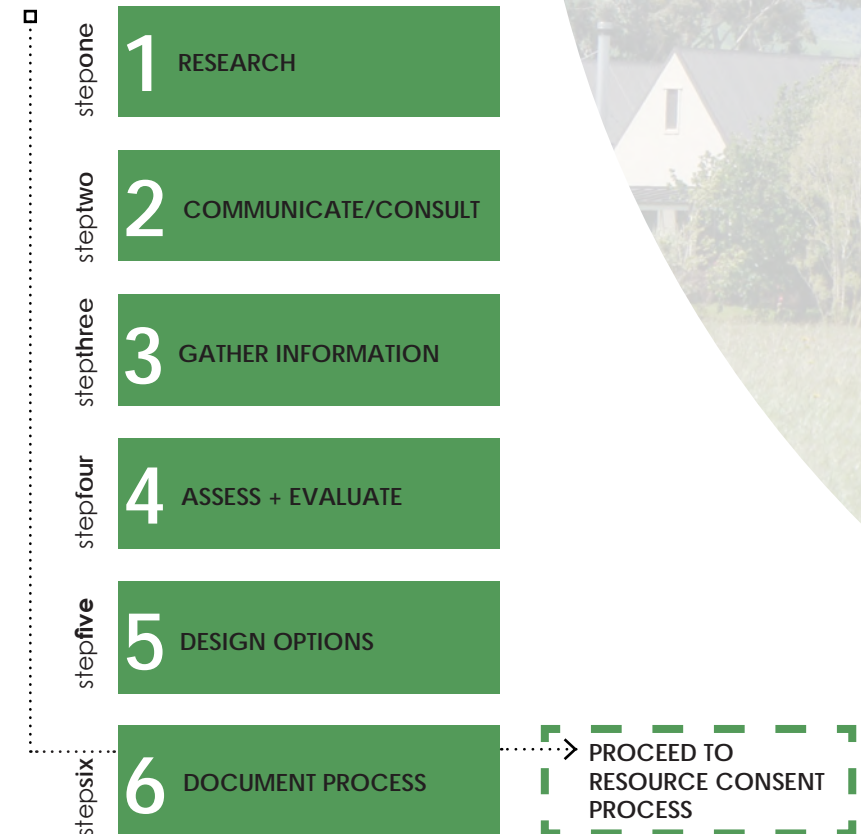 stepone
1 RESEARCH
steptwo
2 COMMUNICATE/CONSULT
stepthree
3 GATHER INFORMATION
stepfour
4 ASSESS + EVALUATE
stepfive
5 DESIGN OPTIONS
stepsix
6 DOCUMENT PROCESS
PROCEED TO
RESOURCE CONSENT
PROCESS